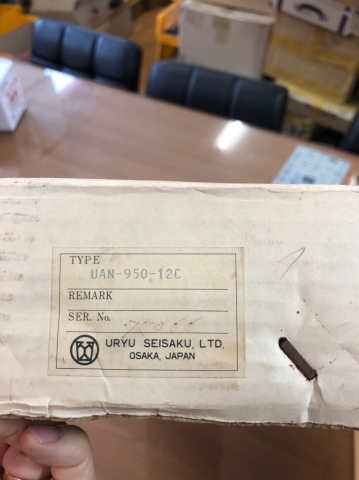 TYPE
UAN-950-12C
REMARK
SER. No.
URYU SEISAKU, LTD.
OSAKA, JAPAN